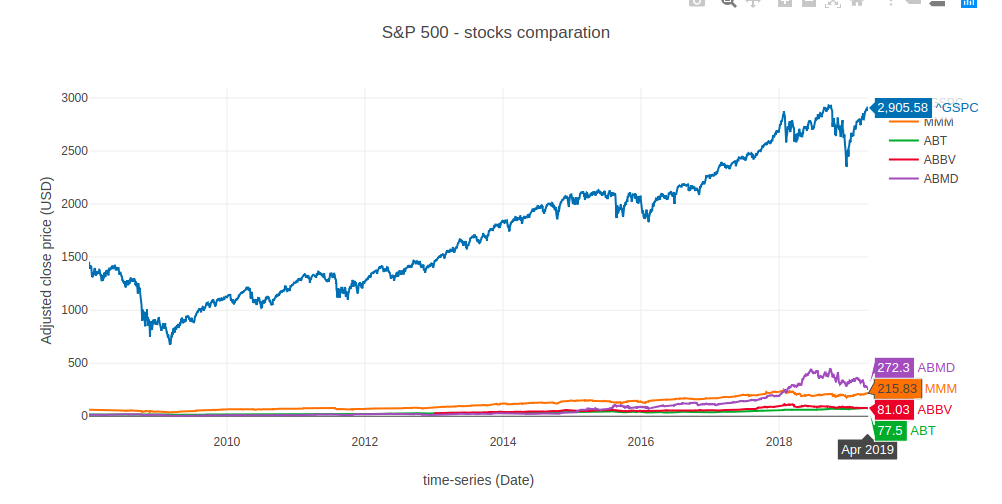 S&P 500 - stocks comparation
3000
2500
2000
1500
1000
500
0
Adjusted close price (USD)
2010
2012
2014
2016
2018
time-series (Date)
2,905.58 ^GSPC
MMM
ABT
ABBV
ABMD
272.3 ABMD
215.83 MMM
81.03 ABBV
77.5 ABT
Apr 2019